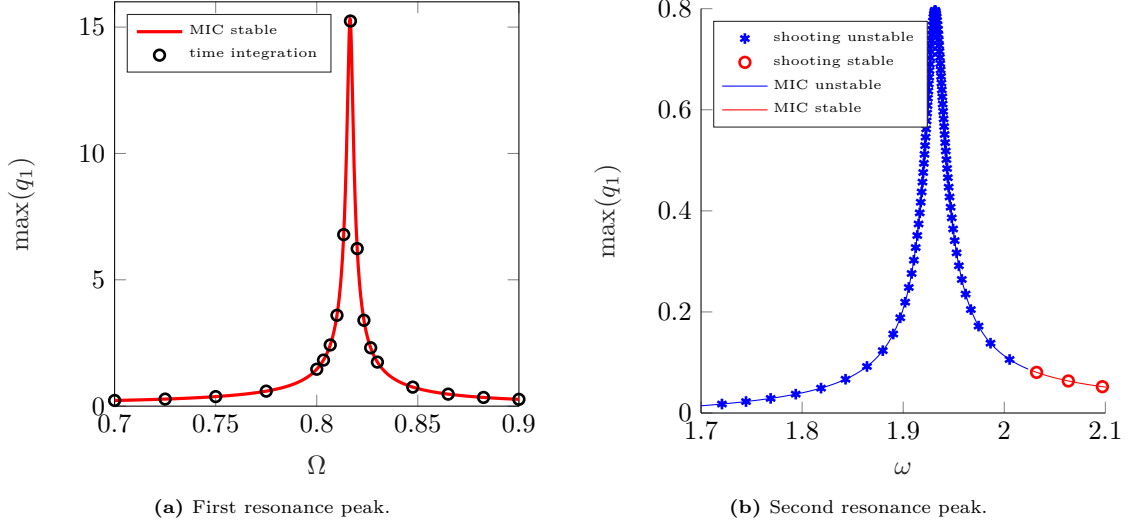 MIC stable
time integration
max(q₁)
15
10
5
0
0.7
0.75
0.8
0.85
0.9
Ω
(a) First resonance peak.
shooting unstable
shooting stable
MIC unstable
MIC stable
max(q₁)
0.8
0.6
0.4
0.2
0
1.7
1.8
1.9
2
2.1
ω
(b) Second resonance peak.